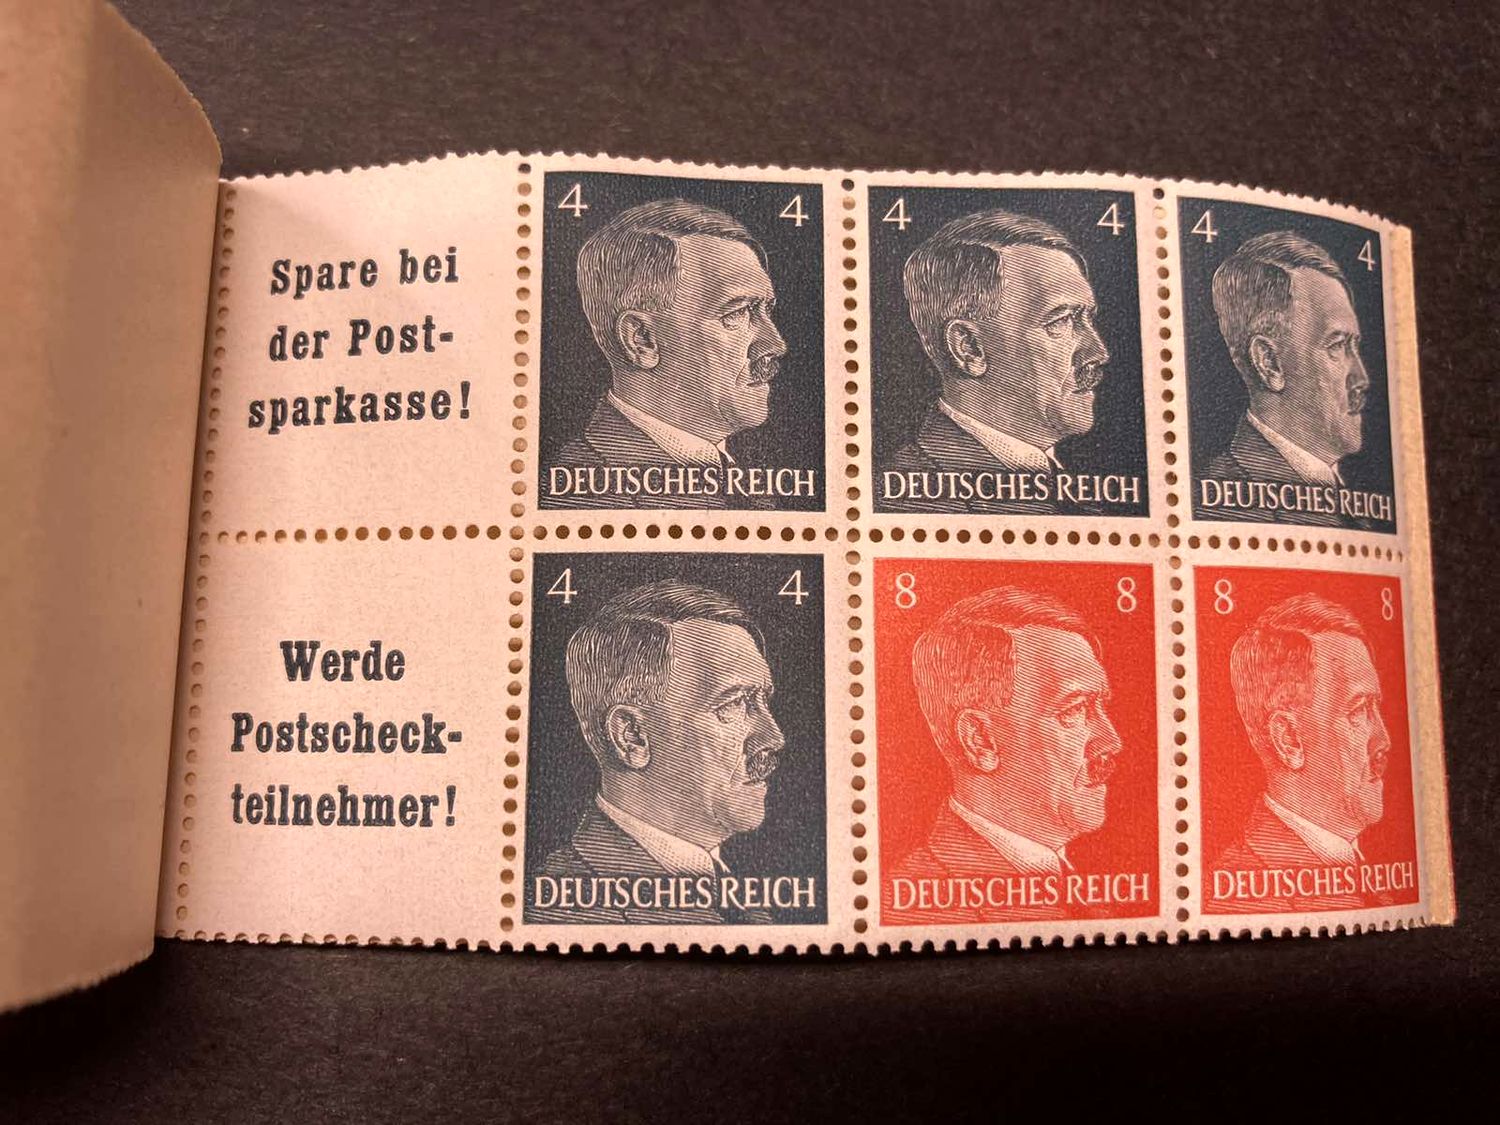 Spare bei
der Post-
sparkasse!
4 4
DEUTSCHES REICH
4 4
DEUTSCHES REICH
4 4
DEUTSCHES REICH
Werde
Postscheck-
teilnehmer!
4 4
DEUTSCHES REICH
8 8
DEUTSCHES REICH
8 8
DEUTSCHES REICH